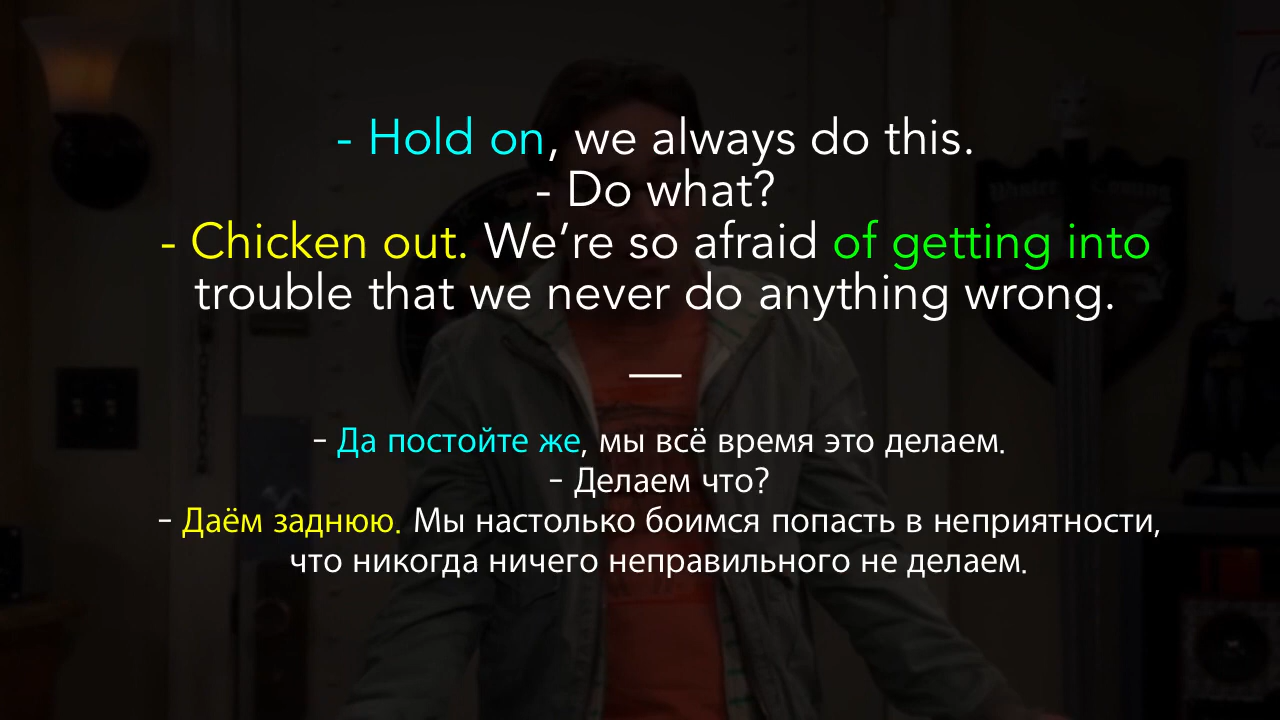 - Hold on, we always do this.
- Do what?
- Chicken out. We’re so afraid of getting into
trouble that we never do anything wrong.
—
– Да постойте же, мы всё время это делаем.
– Делаем что?
– Даём заднюю. Мы настолько боимся попасть в неприятности,
что никогда ничего неправильного не делаем.